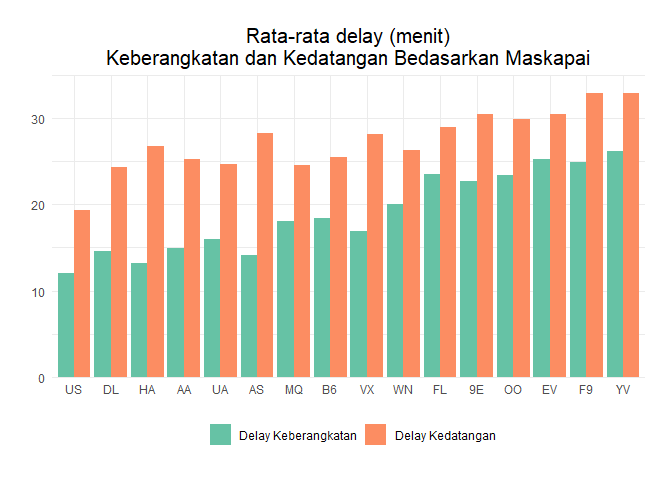 Rata-rata delay (menit)
Keberangkatan dan Kedatangan Bedasarkan Maskapai
30
20
10
0
US DL HA AA UA AS MQ B6 VX WN FL 9E OO EV F9 YV
Delay Keberangkatan Delay Kedatangan